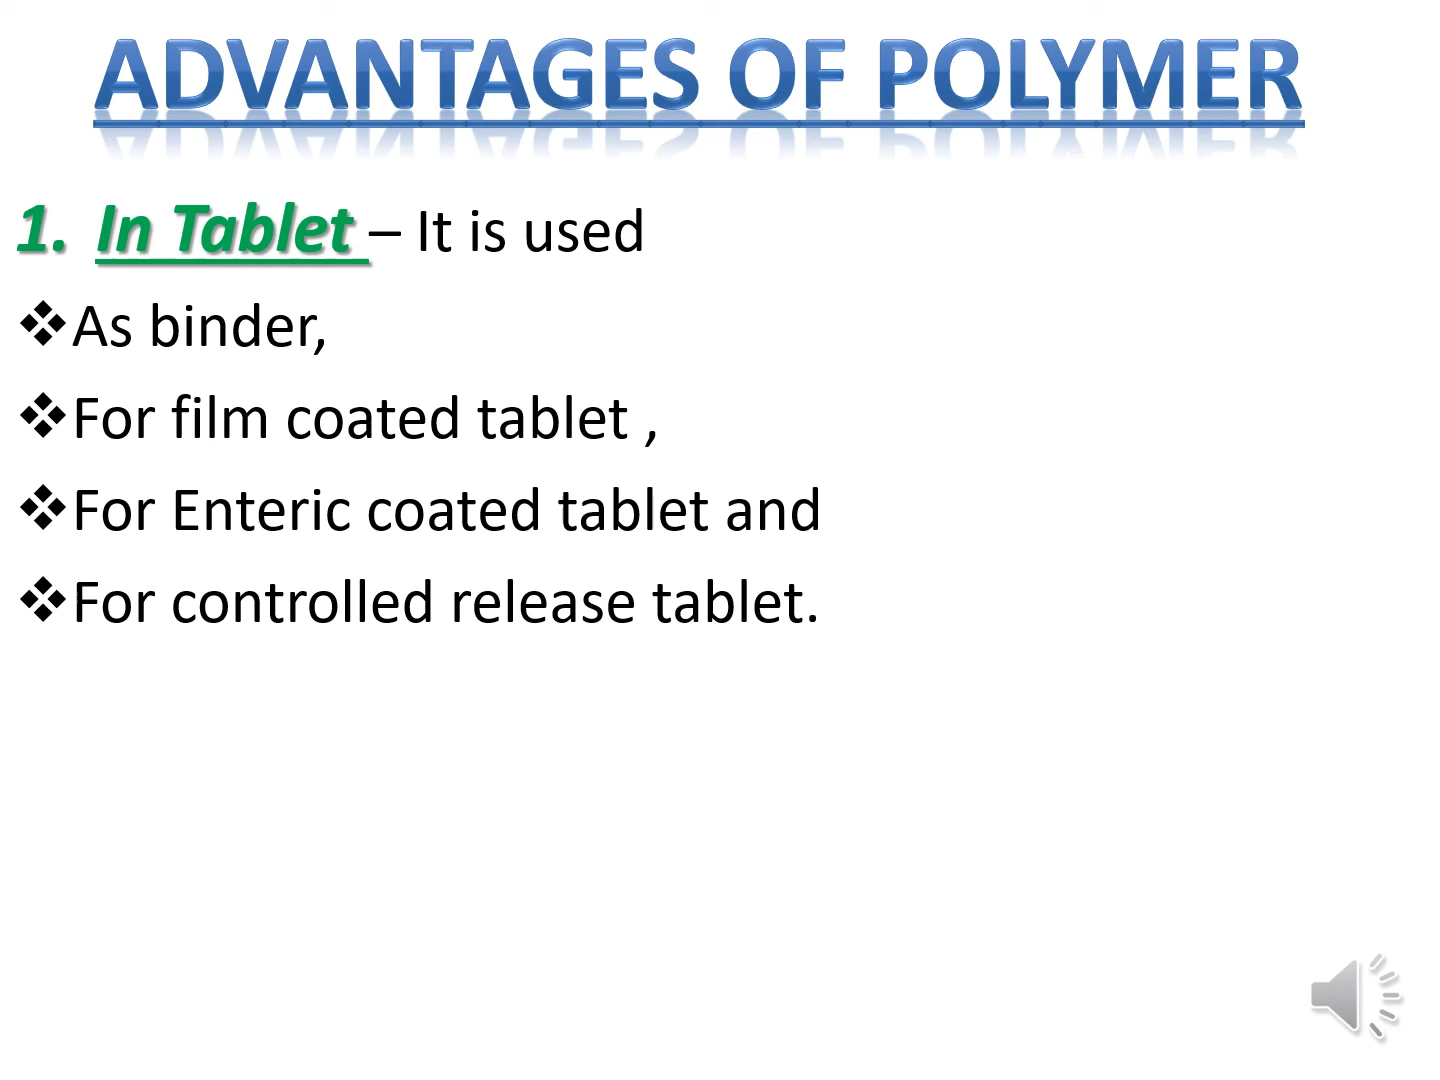 ADVANTAGES OF POLYMER
1. In Tablet – It is used
❖As binder,
❖For film coated tablet ,
❖For Enteric coated tablet and
❖For controlled release tablet.